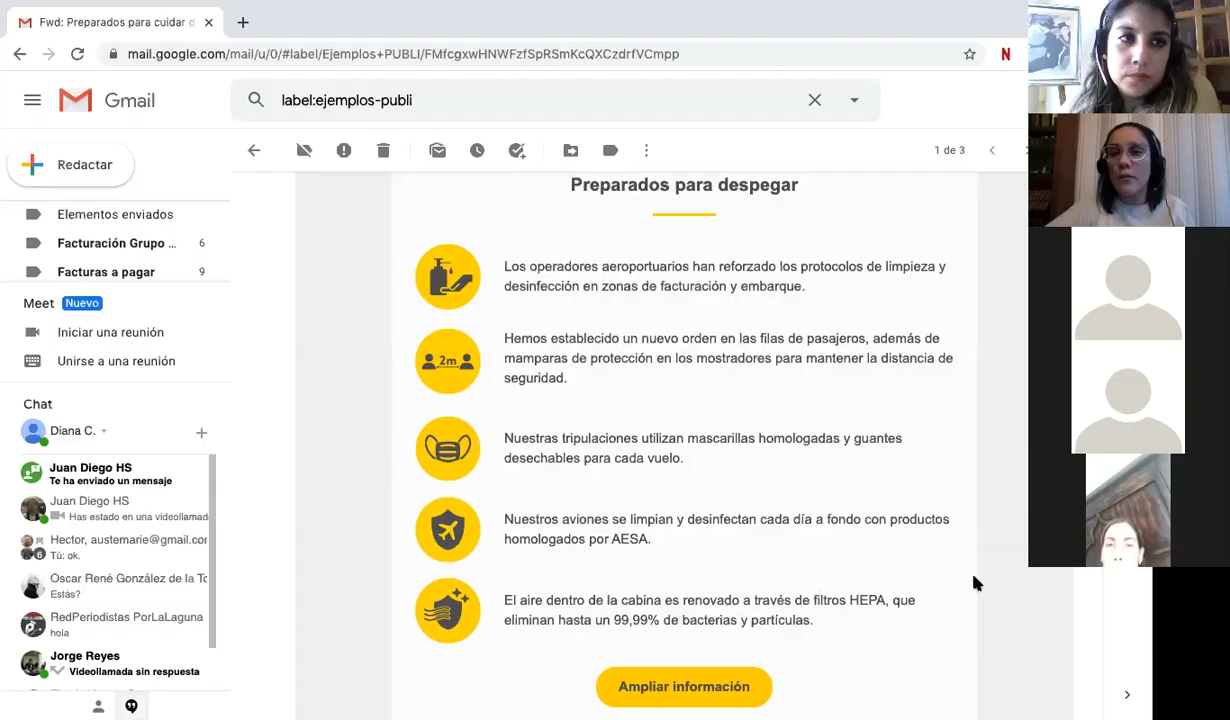 Fwd: Preparados para cuidar d
mail.google.com/mail/u/0/#label/Ejemplos+PUBLI/FMfcgxwHNWFzfSpRSmKcQXCzdrfVCmpp
N
Gmail
label:ejemplos-publi
Redactar
1 de 3
Elementos enviados
Facturación Grupo ... 6
Facturas a pagar 9
Meet Nuevo
Iniciar una reunión
Unirse a una reunión
Chat
Diana C.
Juan Diego HS
Te ha enviado un mensaje
Juan Diego HS
Has estado en una videollamad
Hector, austemarie@gmail.cor
6
Tú: ok.
Oscar René González de la To
Estás?
RedPeriodistas PorLaLaguna
hola
Jorge Reyes
Videollamada sin respuesta
Preparados para despegar
Los operadores aeroportuarios han reforzado los protocolos de limpieza y
desinfección en zonas de facturación y embarque.
2m
Hemos establecido un nuevo orden en las filas de pasajeros, además de
mamparas de protección en los mostradores para mantener la distancia de
seguridad.
Nuestras tripulaciones utilizan mascarillas homologadas y guantes
desechables para cada vuelo.
Nuestros aviones se limpian y desinfectan cada día a fondo con productos
homologados por AESA.
El aire dentro de la cabina es renovado a través de filtros HEPA, que
eliminan hasta un 99,99% de bacterias y partículas.
Ampliar información